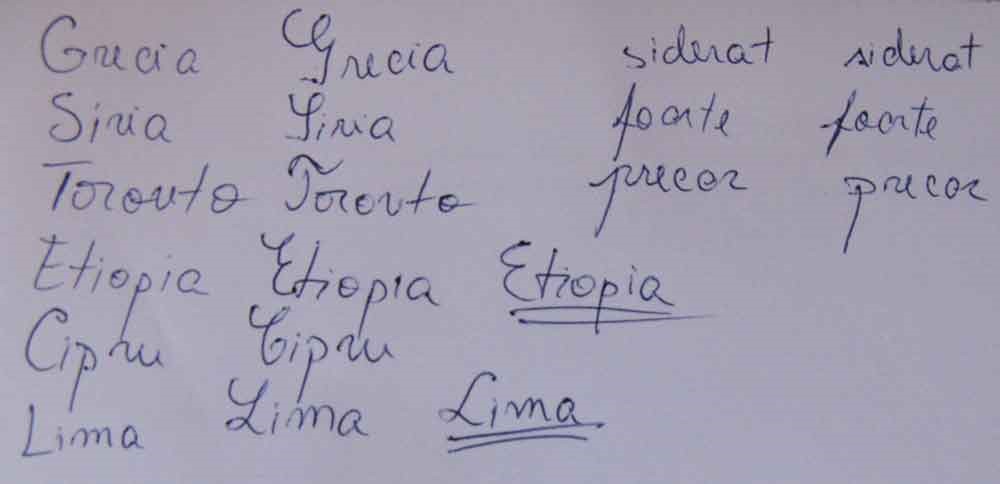 Grecia Grecia siderat siderat
Siria Siria foarte foarte
Toronto Toronto precor precor
Etiopia Etiopia Etiopia
Cipru Cipru
Lima Lima Lima